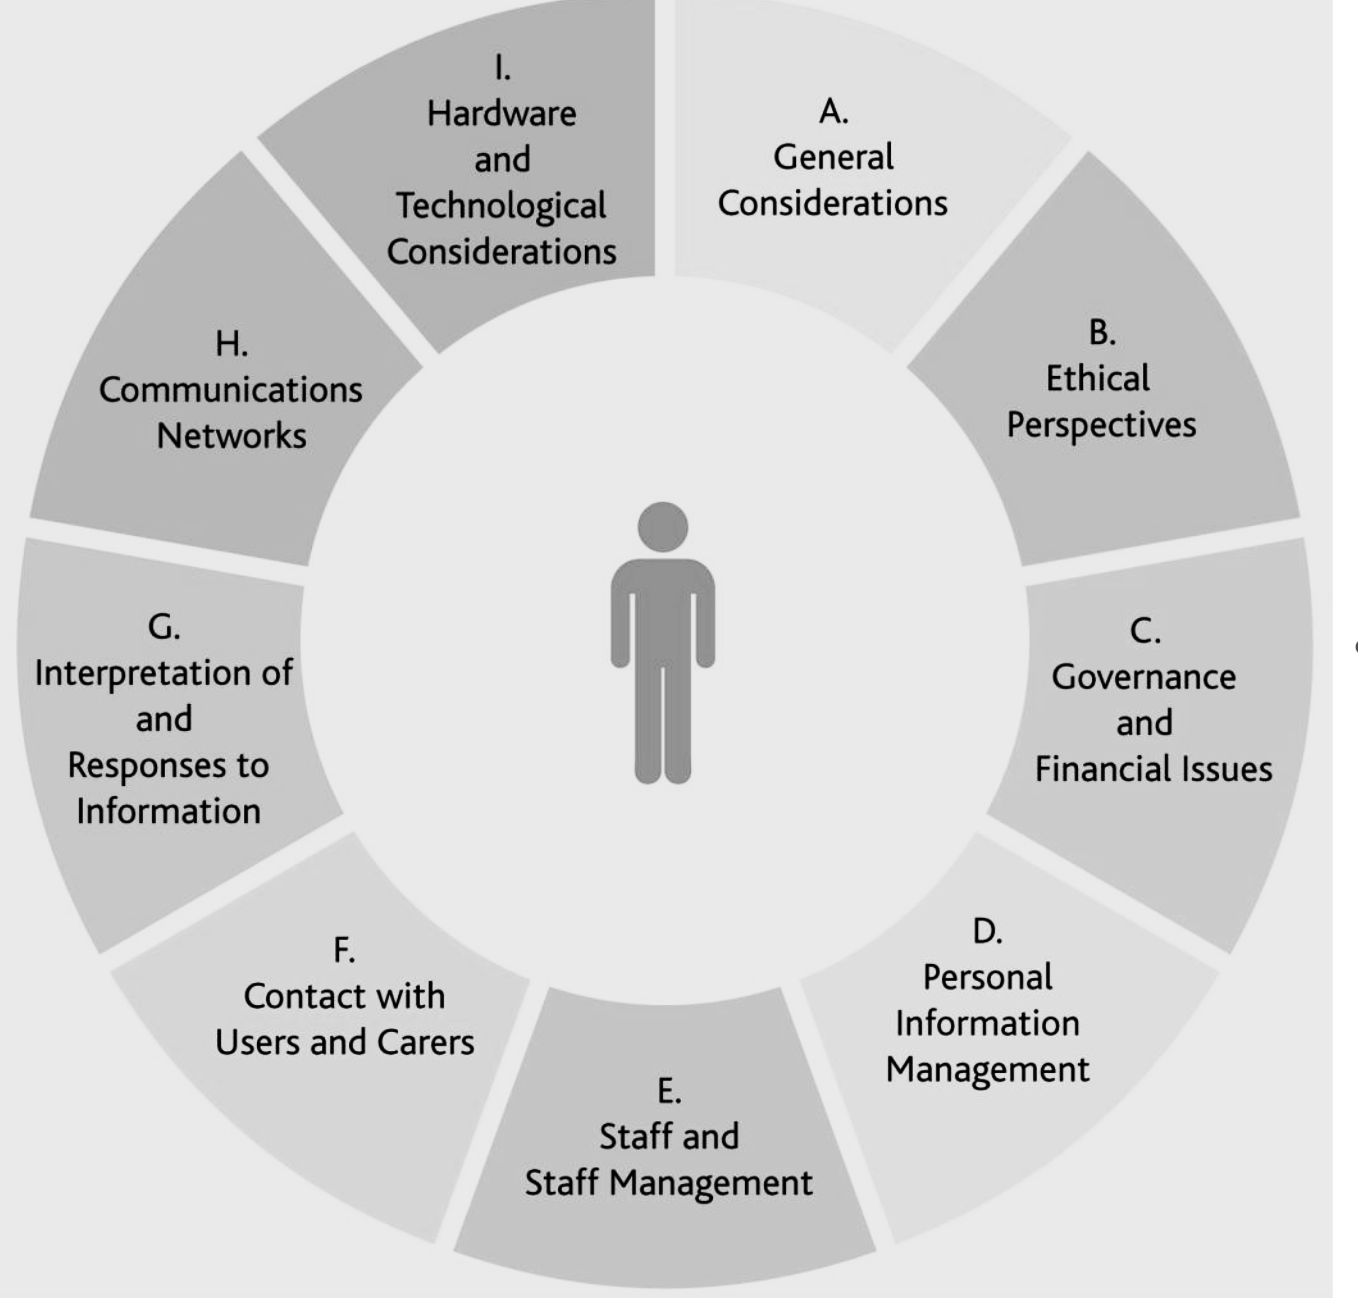 A.
General
Considerations
B.
Ethical
Perspectives
C.
Governance
and
Financial Issues
D.
Personal
Information
Management
E.
Staff and
Staff Management
F.
Contact with
Users and Carers
G.
Interpretation of
and
Responses to
Information
H.
Communications
Networks
I.
Hardware
and
Technological
Considerations